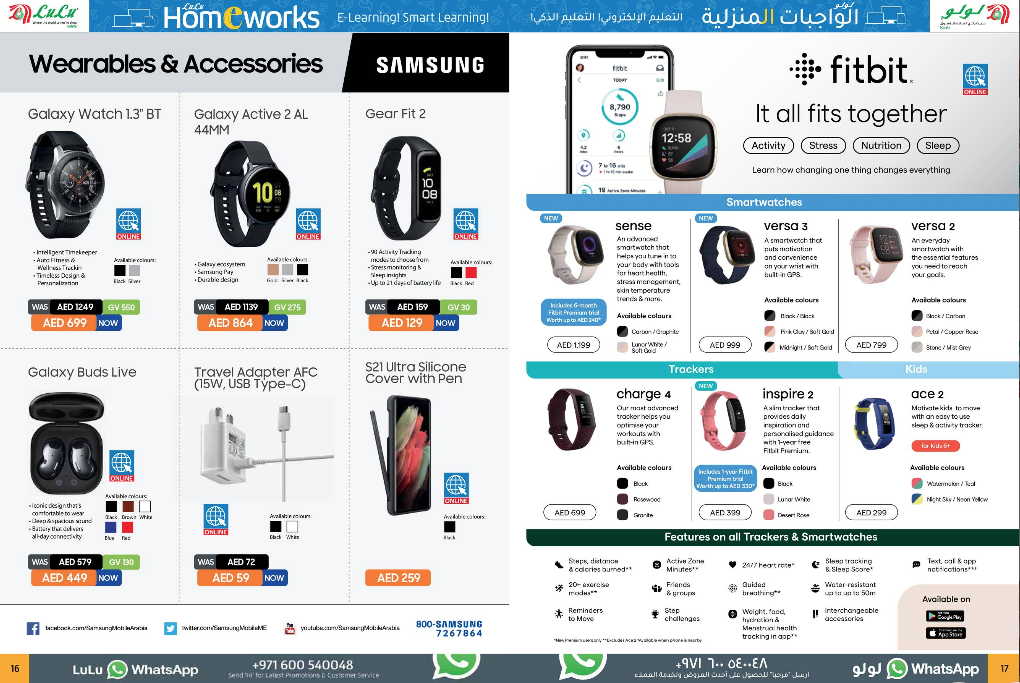 LuLu
LuLu
Homeworks
E-Learning! Smart Learning!
التعليم الإلكتروني! التعليم الذكي!
لولو
الواجبات المنزلية
لولو
Wearables & Accessories
SAMSUNG
Galaxy Watch 1.3" BT
ONLINE
• Intelligent Timekeeper
• Auto Fitness &
Wellness Trackin
• Timeless Design &
Personalization
Available colours:
Black Silver
WAS AED 1249 GV 550
AED 699 NOW
Galaxy Active 2 AL
44MM
10:08
ONLINE
• Galaxy ecosystem
• Samsung Pay
• Durable design
Available colours:
Gold Silver Black
WAS AED 1139 GV 275
AED 864 NOW
Gear Fit 2
10
08
ONLINE
• 90 Activity Tracking
modes to choose from
• Stress monitoring &
Sleep insights
• Up to 21 days of battery life
Available colours:
Black Red
WAS AED 159 GV 30
AED 129 NOW
Galaxy Buds Live
ONLINE
• Iconic design that's
comfortable to wear
• Deep & spacious sound
• Battery that delivers
all-day connectivity
Available colours:
Black Brown White
Blue Red
WAS AED 579 GV 130
AED 449 NOW
Travel Adapter AFC
(15W, USB Type-C)
ONLINE
Available colours:
Black White
WAS AED 72
AED 59 NOW
S21 Ultra Silicone
Cover with Pen
ONLINE
Available colours:
Black
AED 259
facebook.com/SamsungMobileArabia
twitter.com/SamsungMobileME
youtube.com/SamsungMobileArabia
800-SAMSUNG
7267864
16
LuLu WhatsApp
+971 600 540048
Send 'Hi' for Latest Promotions & Customer Service
fitbit
TODAY
8,790
Steps
7 hr 16 min
19 Active Zone Minutes
12:58
fitbit
ONLINE
It all fits together
Activity
Stress
Nutrition
Sleep
Learn how changing one thing changes everything
Smartwatches
NEW
sense
An advanced
smartwatch that
helps you tune in to
your body with tools
for heart health,
stress management,
skin temperature
trends & more.
Includes 6-month
Fitbit Premium trial
Worth up to AED 240*
Available colours
Carbon / Graphite
Lunar White /
Soft Gold
AED 1,199
NEW
versa 3
A smartwatch that
puts motivation
and convenience
on your wrist with
built-in GPS.
Available colours
Black / Black
Pink Clay / Soft Gold
Midnight / Soft Gold
AED 999
versa 2
An everyday
smartwatch with
the essential features
you need to reach
your goals.
Available colours
Black / Carbon
Petal / Copper Rose
Stone / Mist Grey
AED 799
Trackers
Kids
charge 4
Our most advanced
tracker helps you
optimise your
workouts with
built-in GPS.
Available colours
Black
Rosewood
Granite
AED 699
NEW
inspire 2
A slim tracker that
provides daily
inspiration and
personalised guidance
with 1-year free
Fitbit Premium.
Includes 1-year Fitbit
Premium trial
Worth up to AED 350*
Available colours
Black
Lunar White
Desert Rose
AED 399
ace 2
Motivate kids to move
with an easy to use
sleep & activity tracker.
for kids 6+
Available colours
Watermelon / Teal
Night Sky / Neon Yellow
AED 299
Features on all Trackers & Smartwatches
Steps, distance
& calories burned**
Active Zone
Minutes**
24/7 heart rate*
Sleep tracking
& Sleep Score*
Text, call & app
notifications**†
20+ exercise
modes**
Friends
& groups
Guided
breathing**
Water-resistant
up to up to 50m
Reminders
to Move
Step
challenges
Weight, food,
hydration &
Menstrual health
tracking in app**
Interchangeable
accessories
*New Premium users only **Excludes Ace 2 †Available when phone is nearby
Available on
Google Play
App Store
+٩٧١ ٦٠٠ ٥٤٠٠٤٨
ارسل "مرحبا" للحصول على أحدث العروض وخدمة العملاء
لولو WhatsApp
17